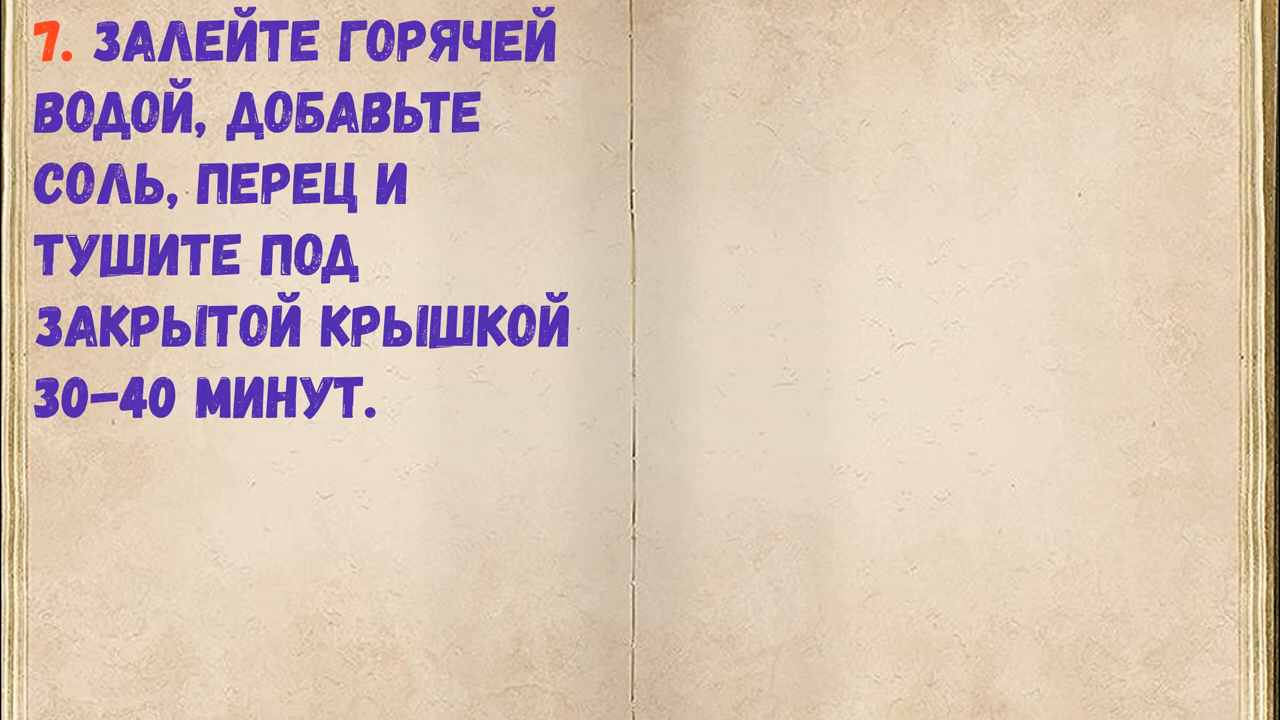 7. ЗАЛЕЙТЕ ГОРЯЧЕЙ
ВОДОЙ, ДОБАВЬТЕ
СОЛЬ, ПЕРЕЦ И
ТУШИТЕ ПОД
ЗАКРЫТОЙ КРЫШКОЙ
30-40 МИНУТ.